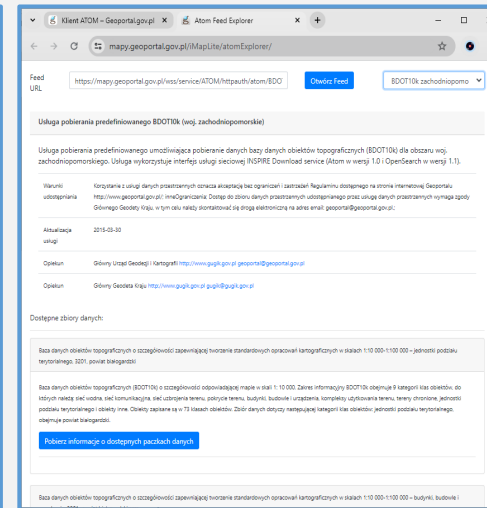 Klient ATOM – Geoportal.gov.pl
Atom Feed Explorer
mapy.geoportal.gov.pl/iMapLite/atomExplorer/
Feed URL
https://mapy.geoportal.gov.pl/wss/service/ATOM/httpauth/atom/BDO
Otwórz Feed
BDOT10k zachodniopomo
Usługa pobierania predefiniowanego BDOT10k (woj. zachodniopomorskie)
Usługa pobierania predefiniowanego umożliwiająca pobieranie danych bazy danych obiektów topograficznych (BDOT10k) dla obszaru woj.
zachodniopomorskiego. Usługa wykorzystuje interfejs usługi sieciowej INSPIRE Download service (Atom w wersji 1.0 i OpenSearch w wersji 1.1).
Warunki udostępniania
Korzystanie z usługi danych przestrzennych oznacza akceptację bez ograniczeń i zastrzeżeń Regulaminu dostępnego na stronie internetowej Geoportalu
http://www.geoportal.gov.pl/; InneOgraniczenia: Dostęp do zbioru danych przestrzennych udostępnianego przez usługę danych przestrzennych wymaga zgody
Głównego Geodety Kraju, w tym celu należy skontaktować się drogą elektroniczną na adres email: geoportal@geoportal.gov.pl;
Aktualizacja usługi
2015-03-30
Opiekun
Główny Urząd Geodezji i Kartografii http://www.gugik.gov.pl geoportal@geoportal.gov.pl
Opiekun
Główny Geodeta Kraju http://www.gugik.gov.pl gugik@gugik.gov.pl
Dostępne zbiory danych:
Baza danych obiektów topograficznych o szczegółowości zapewniającej tworzenie standardowych opracowań kartograficznych w skalach 1:10 000-1:100 000 – jednostki podziału
terytorialnego, 3201, powiat białogardzki
Baza danych obiektów topograficznych (BDOT10k) o szczegółowości odpowiadającej mapie w skali 1: 10 000. Zakres informacyjny BDOT10k obejmuje 9 kategorii klas obiektów, do
których należą: sieć wodna, sieć komunikacyjna, sieć uzbrojenia terenu, pokrycie terenu, budynki, budowle i urządzenia, kompleksy użytkowania terenu, tereny chronione, jednostki
podziału terytorialnego i obiekty inne. Obiekty zapisane są w 73 klasach obiektów. Zbiór danych dotyczy następującej kategorii klas obiektów: jednostki podziału terytorialnego,
obejmuje powiat białogardzki.
Pobierz informacje o dostępnych paczkach danych
Baza danych obiektów topograficznych o szczegółowości zapewniającej tworzenie standardowych opracowań kartograficznych w skalach 1:10 000-1:100 000 – budynki, budowle i